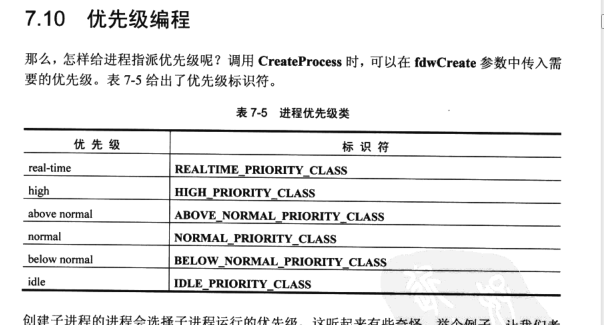 7.10 优先级编程
那么，怎样给进程指派优先级呢？调用 CreateProcess 时，可以在 fdwCreate 参数中传入需
要的优先级。表 7-5 给出了优先级标识符。
表 7-5 进程优先级类
优 先 级 标 识 符
real-time REALTIME_PRIORITY_CLASS
high HIGH_PRIORITY_CLASS
above normal ABOVE_NORMAL_PRIORITY_CLASS
normal NORMAL_PRIORITY_CLASS
below normal BELOW_NORMAL_PRIORITY_CLASS
idle IDLE_PRIORITY_CLASS
创建子进程的进程会选择子进程运行的优先级，这听起来有些奇怪。举个例子，让我们考